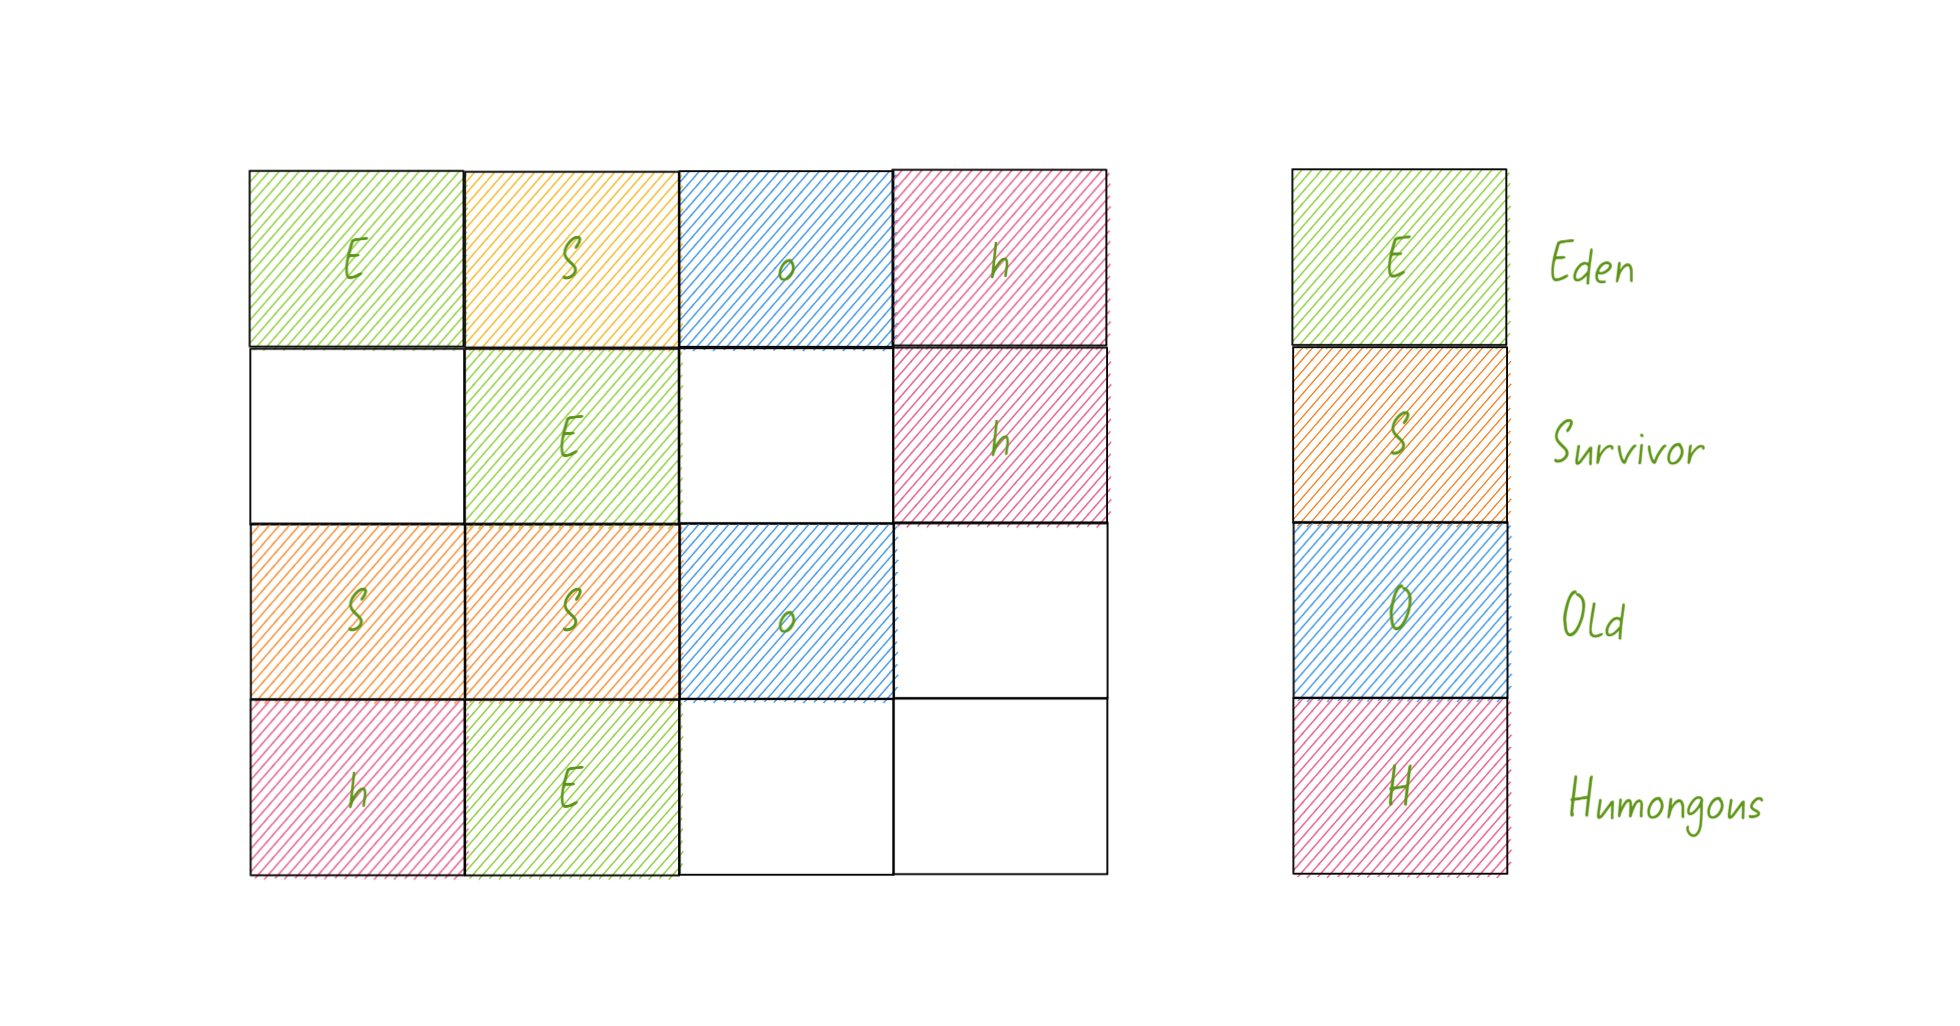 E S o h
E h
S S o
h E
E Eden
S Survivor
O Old
H Humongous